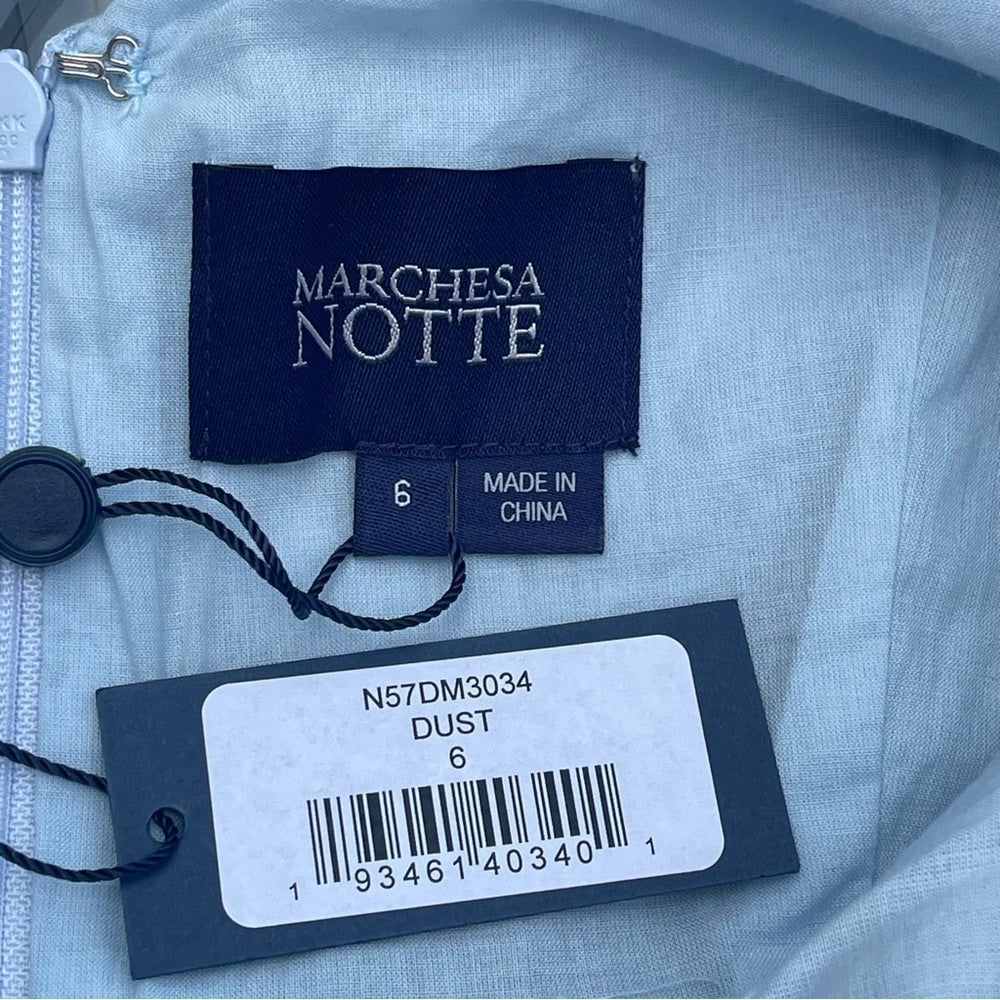 MARCHESA
NOTTE
6
MADE IN
CHINA
N57DM3034
DUST
6
1 93461 40340 1